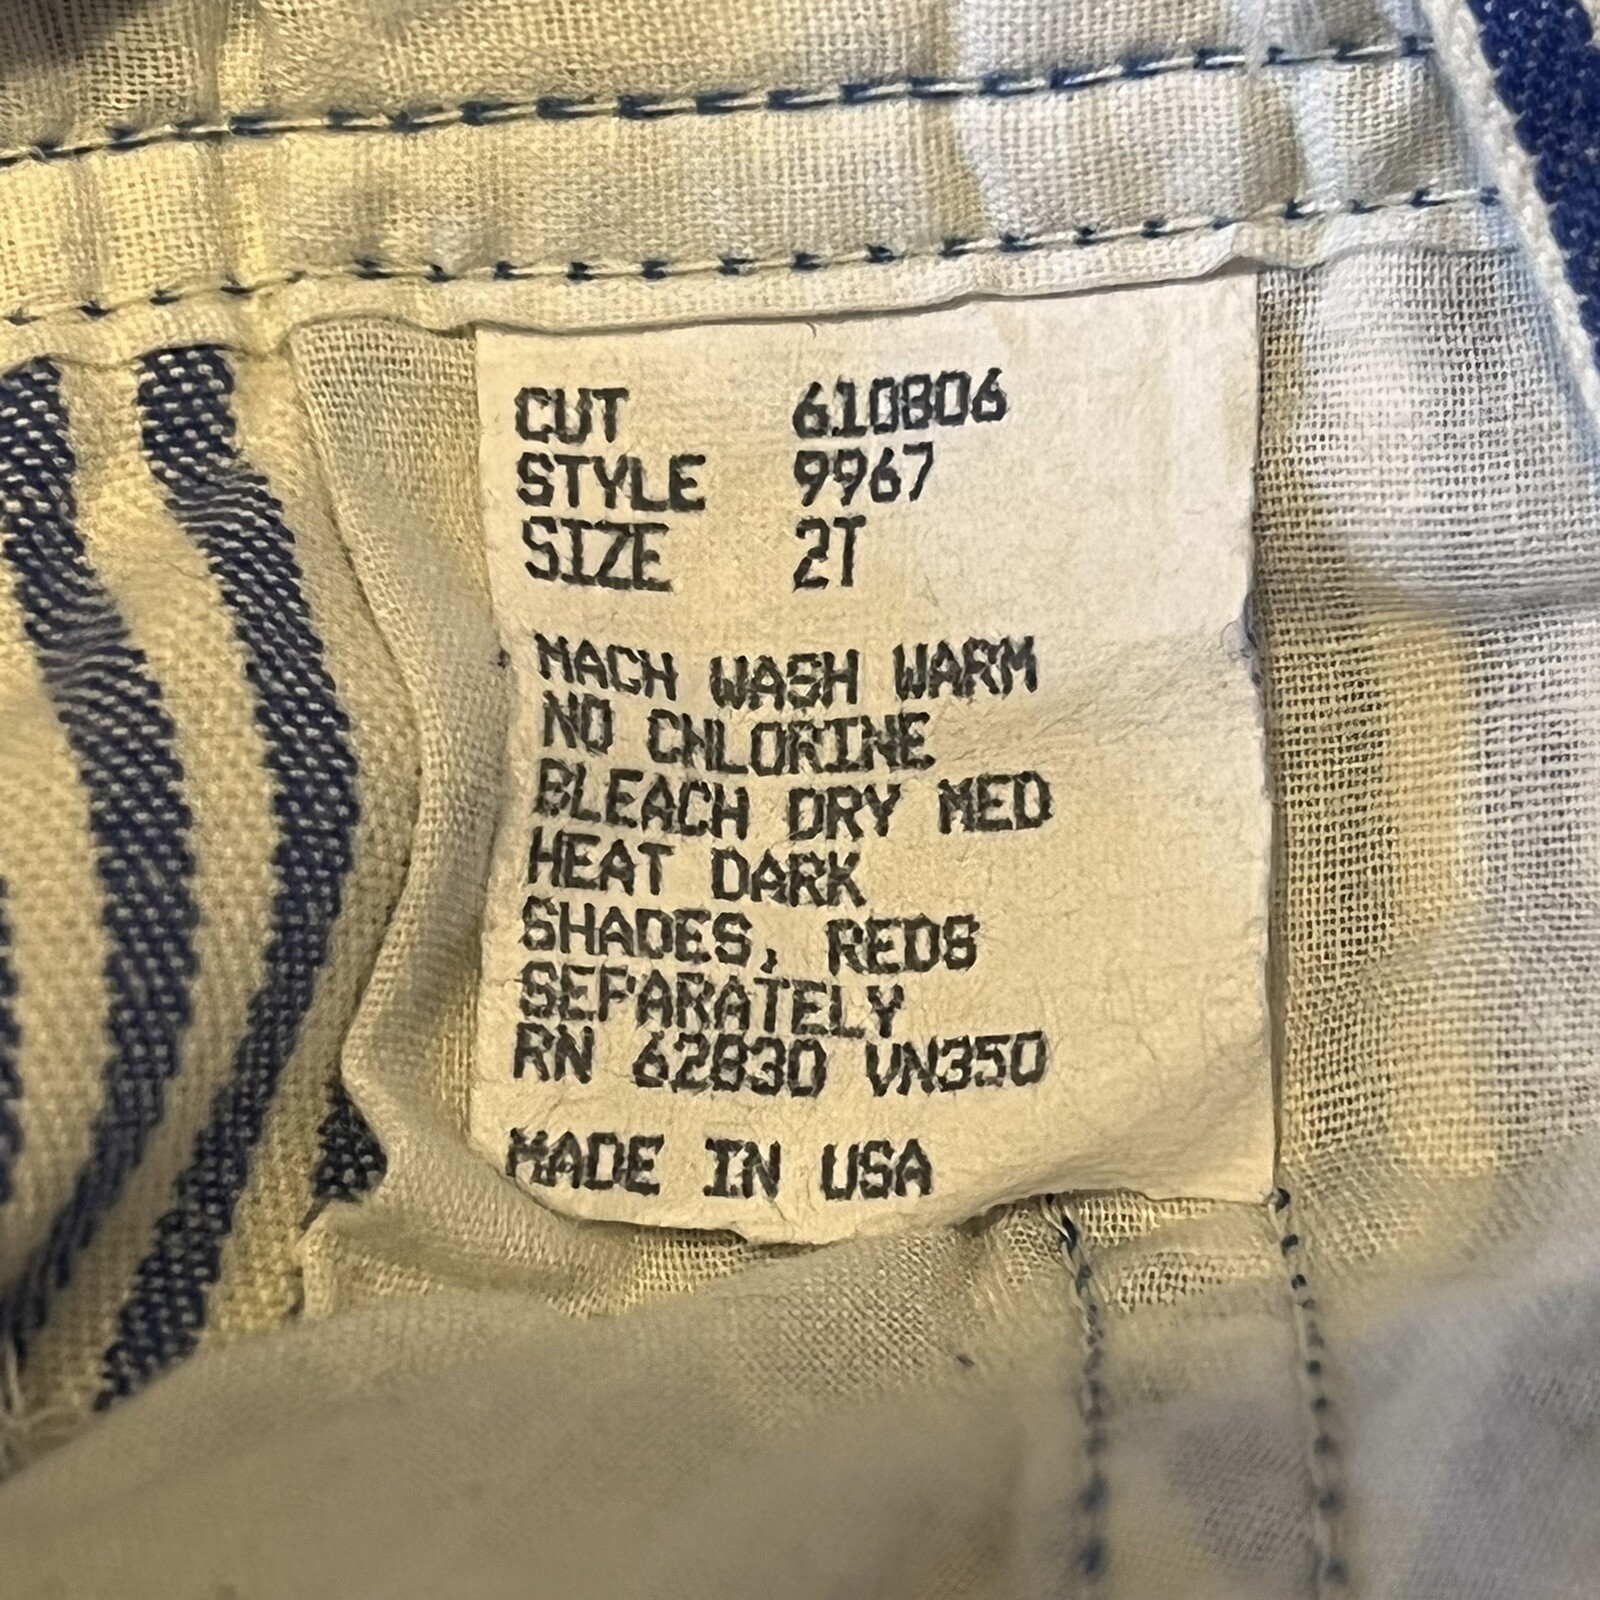 CUT 610806
STYLE 9967
SIZE 2T
MACH WASH WARM
NO CHLORINE
BLEACH DRY MED
HEAT DARK
SHADES, REDS
SEPARATELY
RN 62830 VN350
MADE IN USA